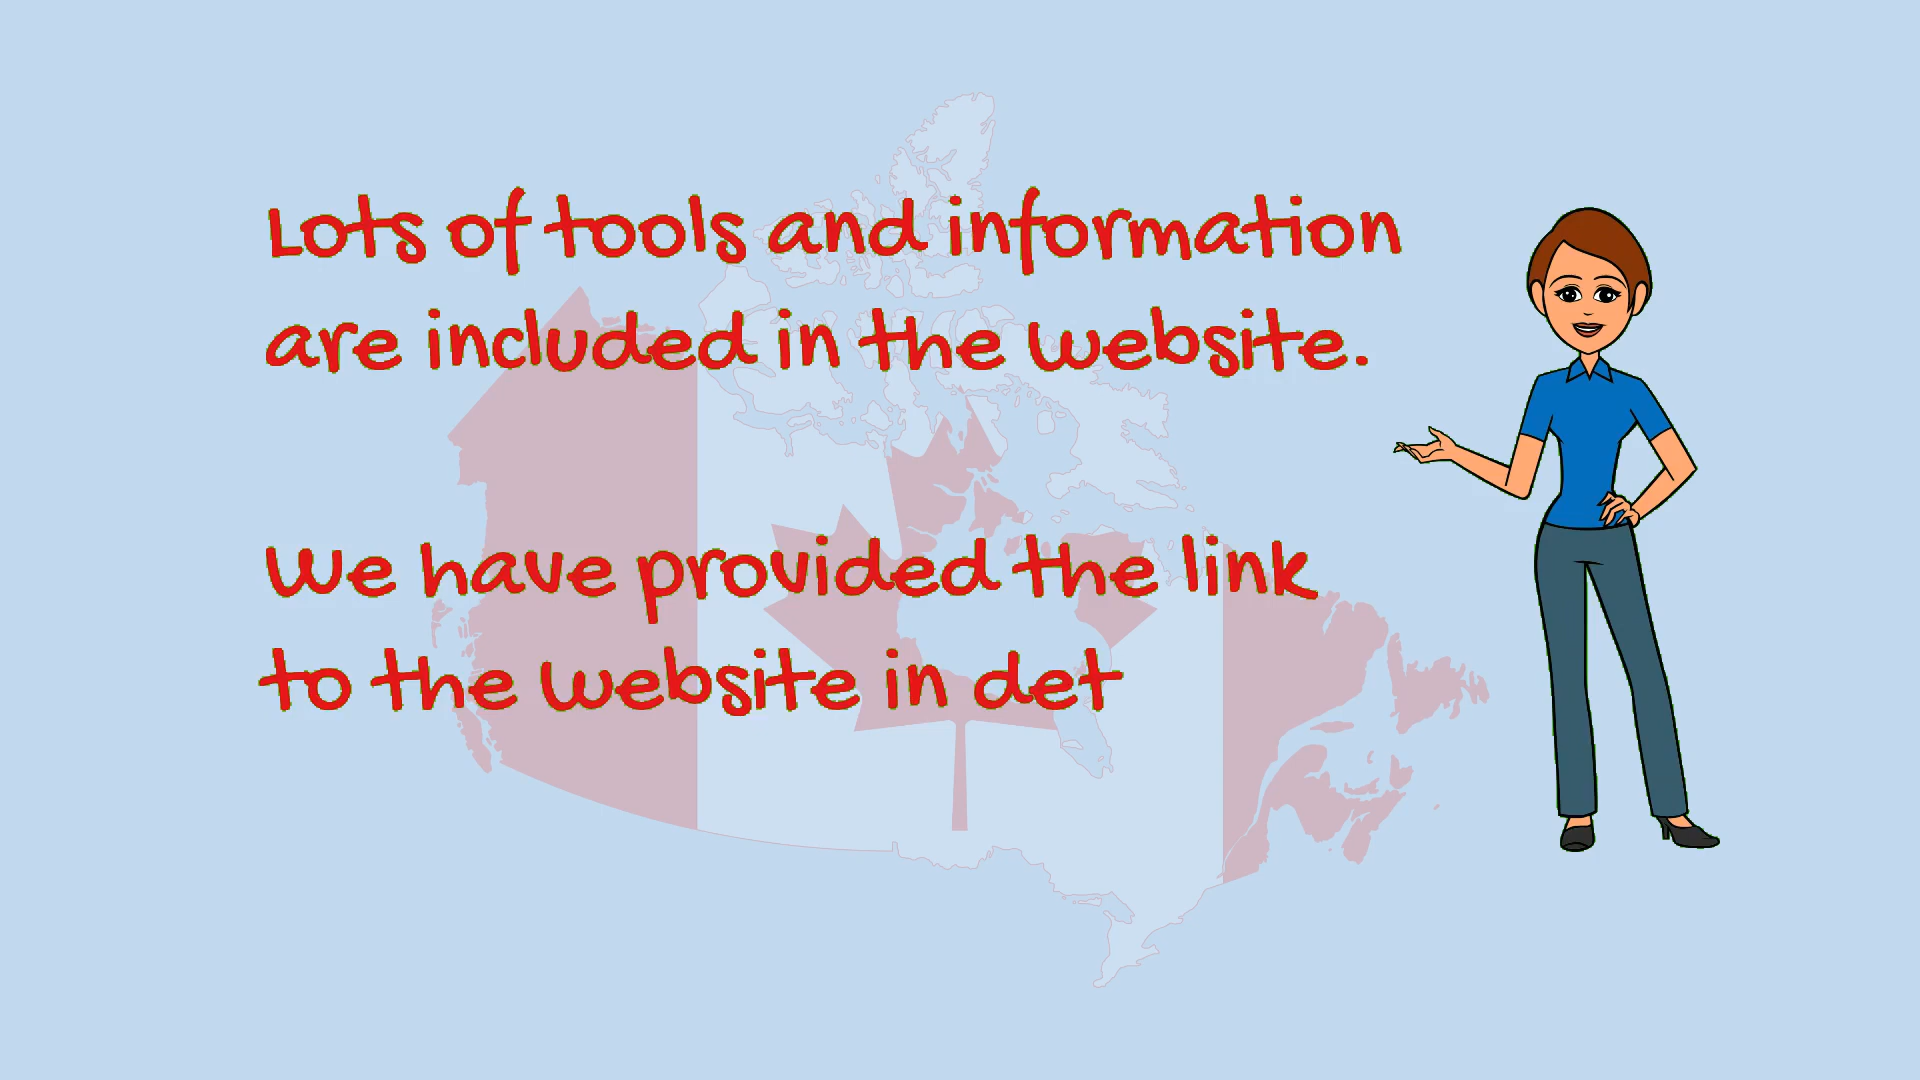 Lots of tools and information
are included in the website.
We have provided the link
to the website in det